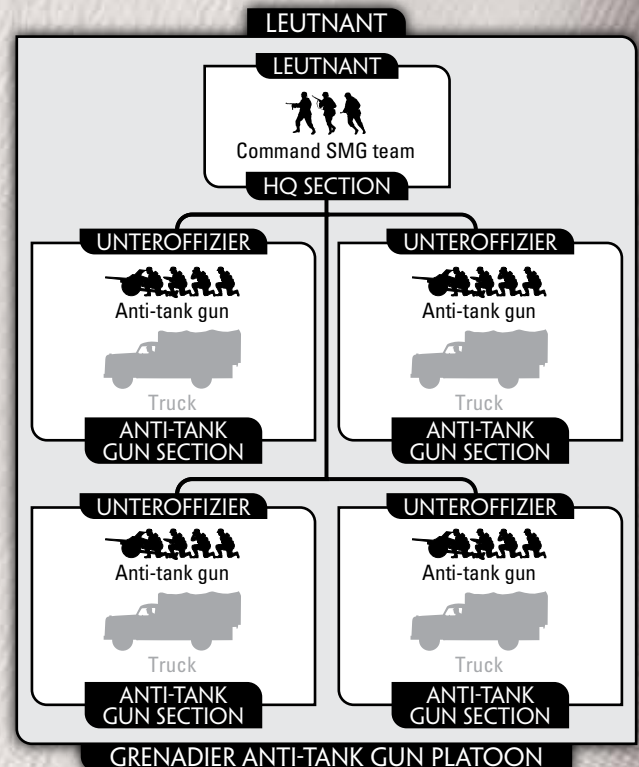 LEUTNANT
LEUTNANT
Command SMG team
HQ SECTION
UNTEROFFIZIER
Anti-tank gun
Truck
ANTI-TANK
GUN SECTION
UNTEROFFIZIER
Anti-tank gun
Truck
ANTI-TANK
GUN SECTION
UNTEROFFIZIER
Anti-tank gun
Truck
ANTI-TANK
GUN SECTION
UNTEROFFIZIER
Anti-tank gun
Truck
ANTI-TANK
GUN SECTION
GRENADIER ANTI-TANK GUN PLATOON